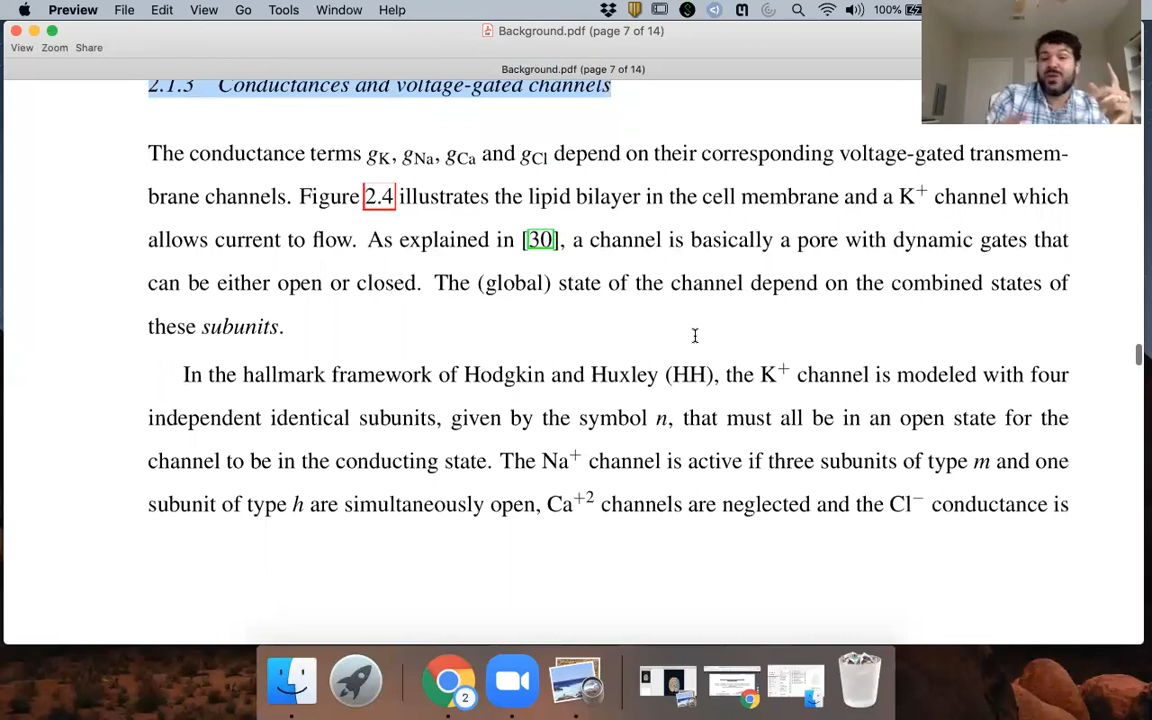 Preview File Edit View Go Tools Window Help 100%
Background.pdf (page 7 of 14)
View Zoom Share
Background.pdf (page 7 of 14)
2.1.3 Conductances and voltage-gated channels
The conductance terms gK, gNa, gCa and gCl depend on their corresponding voltage-gated transmem-
brane channels. Figure 2.4 illustrates the lipid bilayer in the cell membrane and a K+ channel which
allows current to flow. As explained in [30], a channel is basically a pore with dynamic gates that
can be either open or closed. The (global) state of the channel depend on the combined states of
these subunits.
In the hallmark framework of Hodgkin and Huxley (HH), the K+ channel is modeled with four
independent identical subunits, given by the symbol n, that must all be in an open state for the
channel to be in the conducting state. The Na+ channel is active if three subunits of type m and one
subunit of type h are simultaneously open, Ca+2 channels are neglected and the Cl− conductance is
2